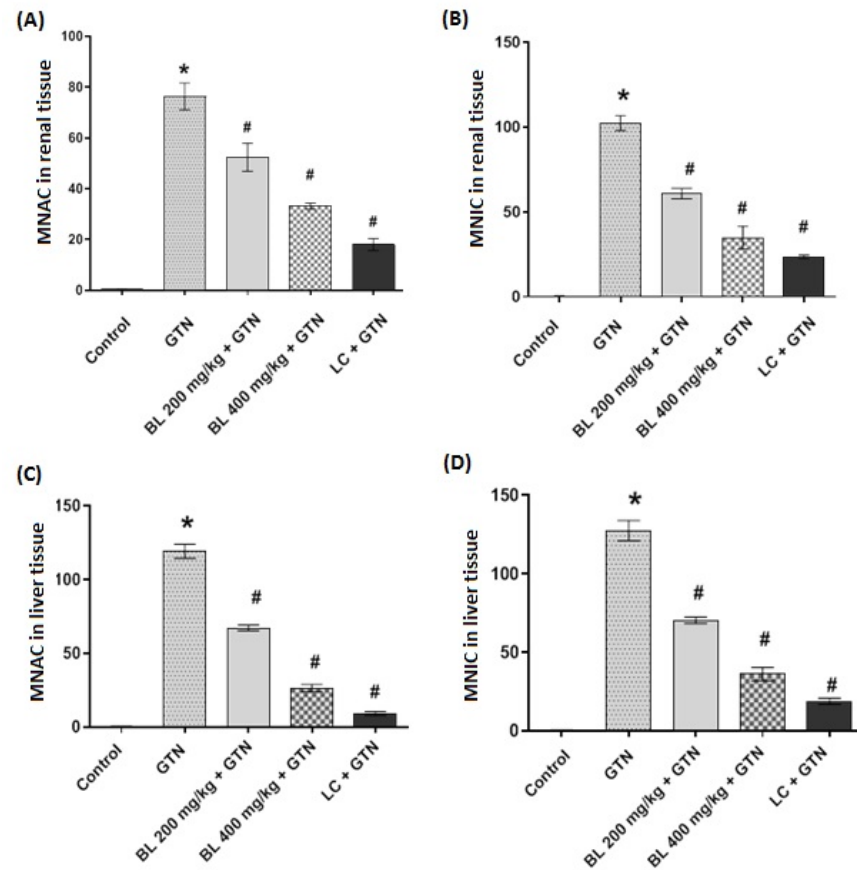 (A)
MNAC in renal tissue
100
80
60
40
20
0
*
#
#
#
Control
GTN
BL 200 mg/kg + GTN
BL 400 mg/kg + GTN
LC + GTN
(B)
MNIC in renal tissue
150
100
50
0
*
#
#
#
Control
GTN
BL 200 mg/kg + GTN
BL 400 mg/kg + GTN
LC + GTN
(C)
MNAC in liver tissue
150
100
50
0
*
#
#
#
Control
GTN
BL 200 mg/kg + GTN
BL 400 mg/kg + GTN
LC + GTN
(D)
MNIC in liver tissue
150
100
50
0
*
#
#
#
Control
GTN
BL 200 mg/kg + GTN
BL 400 mg/kg + GTN
LC + GTN